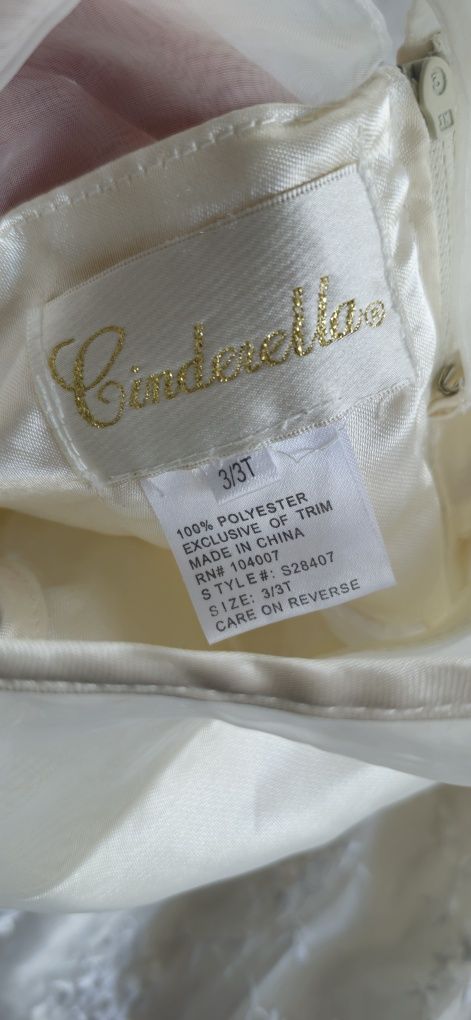 Cinderella®
3/3T
100% POLYESTER
EXCLUSIVE OF TRIM
MADE IN CHINA
RN# 104007
STYLE#: S28407
SIZE: 3/3T
CARE ON REVERSE